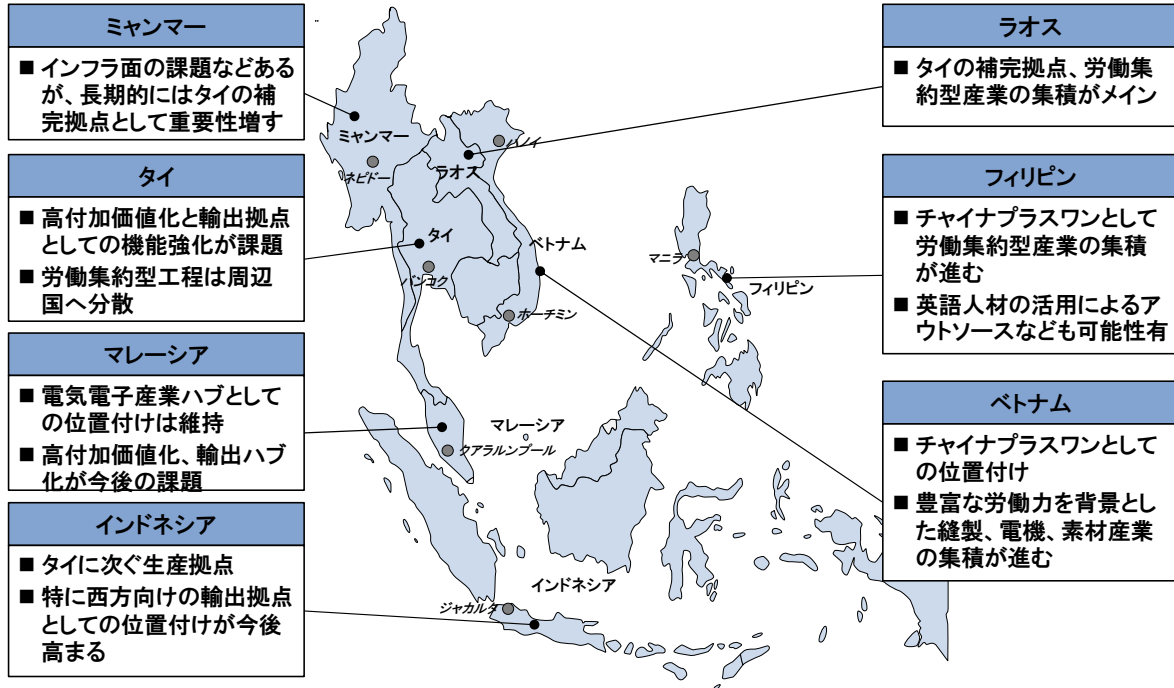 ミャンマー
■ インフラ面の課題などある
が、長期的にはタイの補
完拠点として重要性増す
タイ
■ 高付加価値化と輸出拠点
としての機能強化が課題
■ 労働集約型工程は周辺
国へ分散
マレーシア
■ 電気電子産業ハブとして
の位置付けは維持
■ 高付加価値化、輸出ハブ
化が今後の課題
インドネシア
■ タイに次ぐ生産拠点
■ 特に西方向けの輸出拠点
としての位置付けが今後
高まる
ミャンマー
ネピドー
ハノイ
ラオス
タイ
バンコク
ベトナム
ホーチミン
マニラ
フィリピン
マレーシア
クアラルンプール
インドネシア
ジャカルタ
ラオス
■ タイの補完拠点、労働集
約型産業の集積がメイン
フィリピン
■ チャイナプラスワンとして
労働集約型産業の集積
が進む
■ 英語人材の活用によるア
ウトソースなども可能性有
ベトナム
■ チャイナプラスワンとして
の位置付け
■ 豊富な労働力を背景とし
た縫製、電機、素材産業
の集積が進む